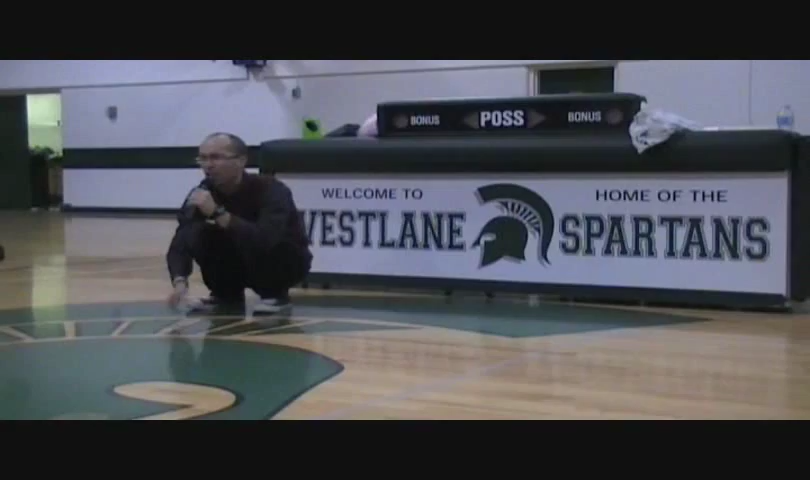 BONUS POSS BONUS
WELCOME TO HOME OF THE
WESTLANE SPARTANS